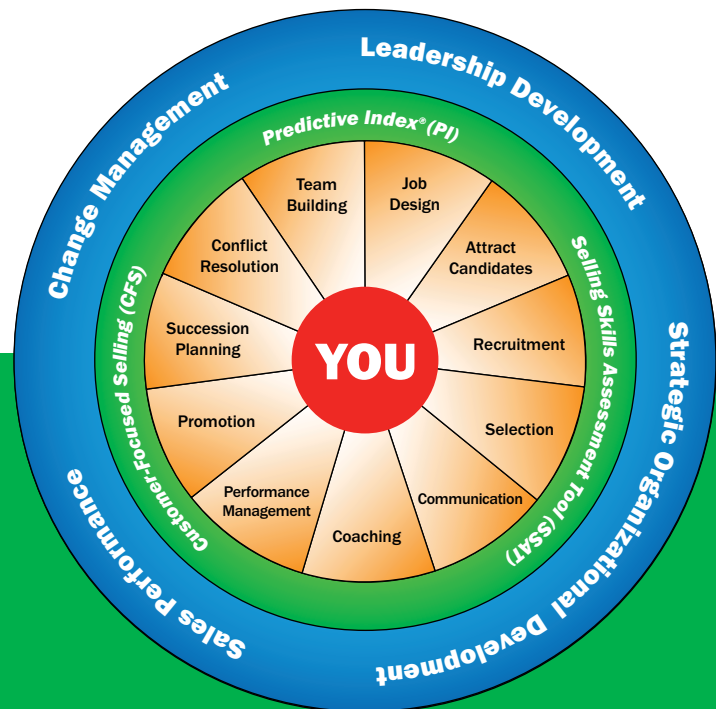 Change Management
Leadership Development
Strategic Organizational Development
Sales Performance
Predictive Index® (PI)
Selling Skills Assessment Tool (SSAT)
Customer-Focused Selling (CFS)
Team
Building
Job
Design
Attract
Candidates
Recruitment
Selection
Communication
Coaching
Performance
Management
Promotion
Succession
Planning
Conflict
Resolution
YOU